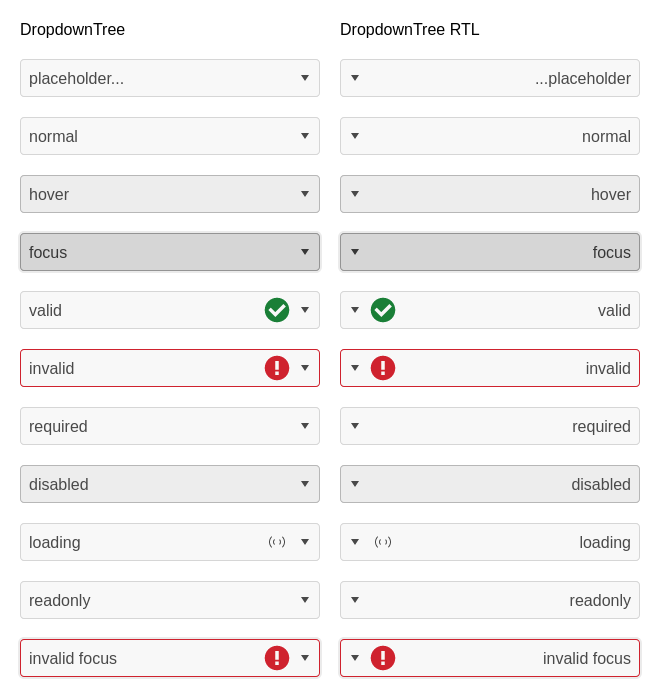 DropdownTree
placeholder...
normal
hover
focus
valid
invalid
required
disabled
loading
readonly
invalid focus
DropdownTree RTL
...placeholder
normal
hover
focus
valid
invalid
required
disabled
loading
readonly
invalid focus